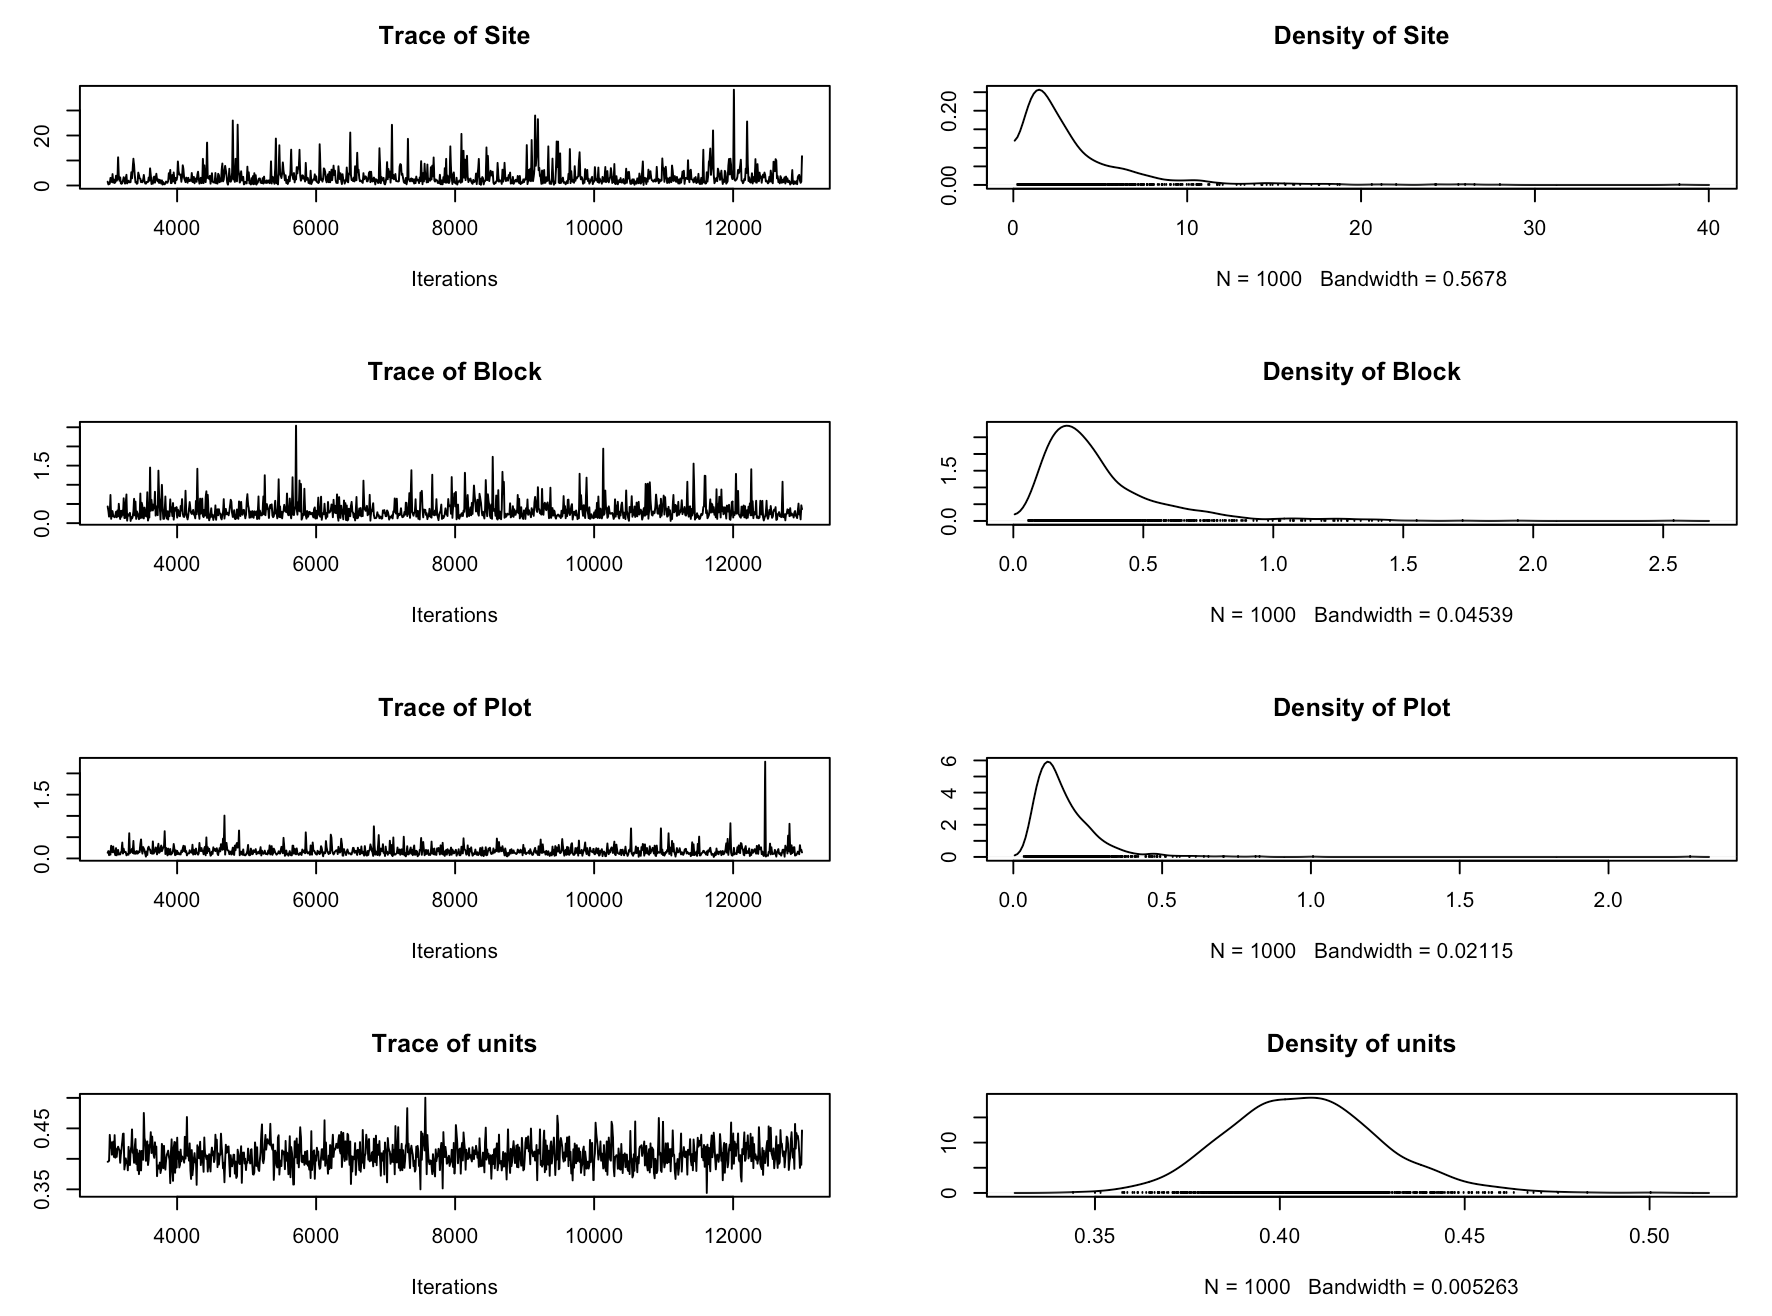 Trace of Site
20
0
4000 6000 8000 10000 12000
Iterations
Density of Site
0.20
0.00
0 10 20 30 40
N = 1000 Bandwidth = 0.5678
Trace of Block
1.5
0.0
4000 6000 8000 10000 12000
Iterations
Density of Block
1.5
0.0
0.0 0.5 1.0 1.5 2.0 2.5
N = 1000 Bandwidth = 0.04539
Trace of Plot
1.5
0.0
4000 6000 8000 10000 12000
Iterations
Density of Plot
6
4
2
0
0.0 0.5 1.0 1.5 2.0
N = 1000 Bandwidth = 0.02115
Trace of units
0.45
0.35
4000 6000 8000 10000 12000
Iterations
Density of units
10
0
0.35 0.40 0.45 0.50
N = 1000 Bandwidth = 0.005263